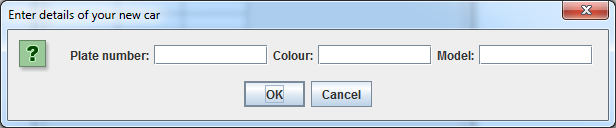 Enter details of your new car
? Plate number: Colour: Model:
OK Cancel